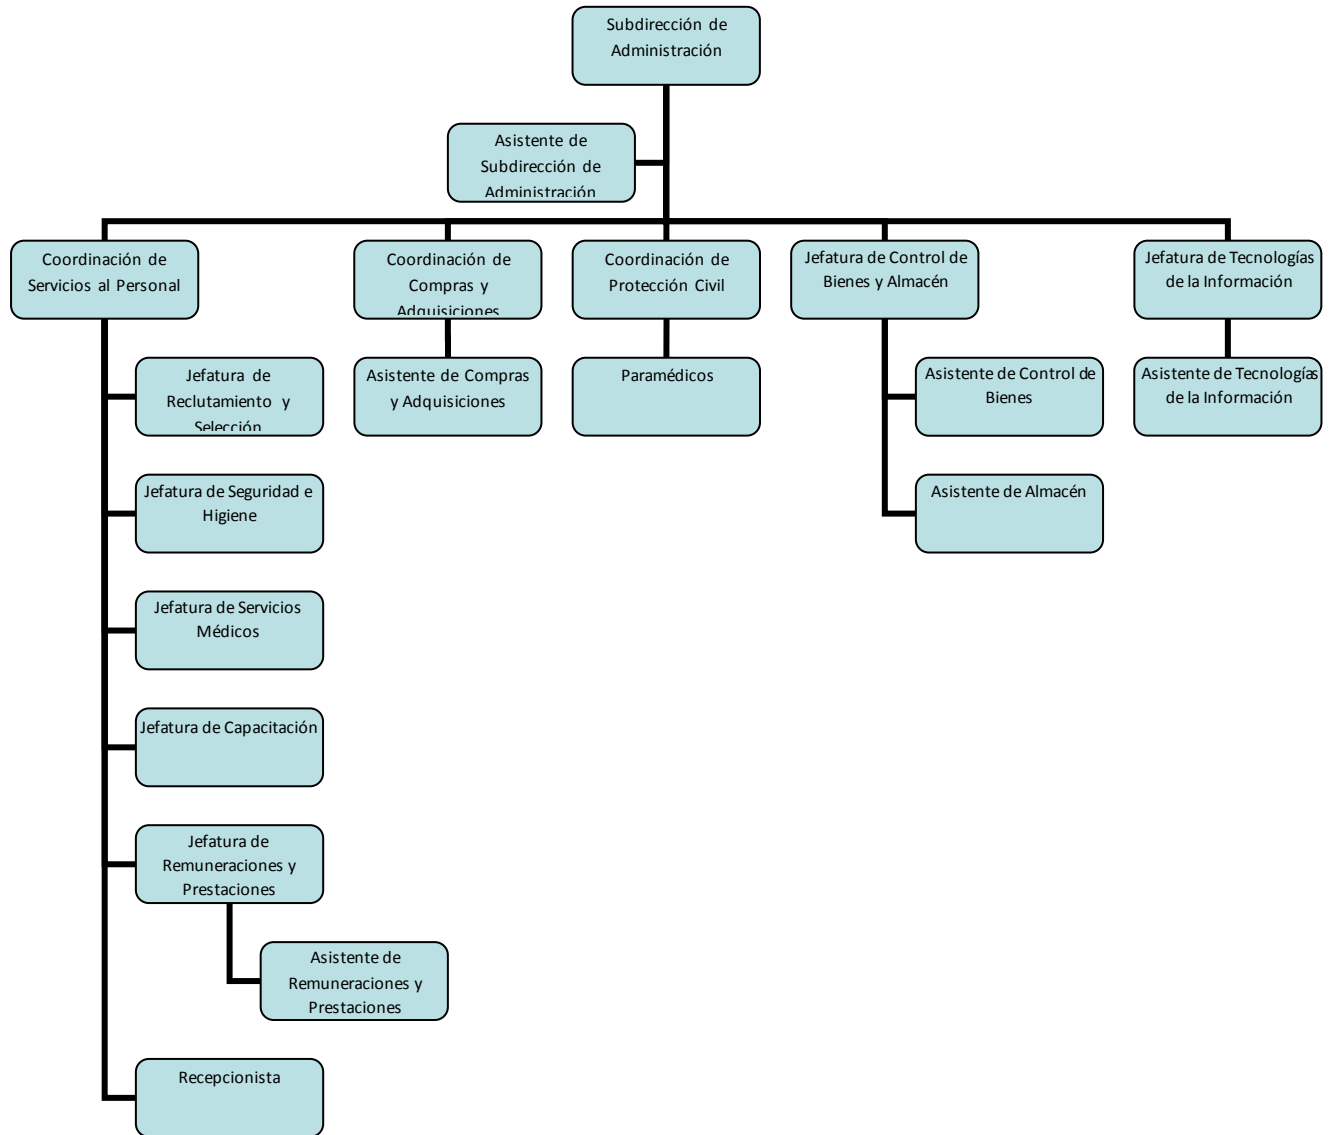 Subdirección de
Administración
Asistente de
Subdirección de
Administración
Coordinación de
Servicios al Personal
Coordinación de
Compras y
Adquisiciones
Coordinación de
Protección Civil
Jefatura de Control de
Bienes y Almacén
Jefatura de Tecnologías
de la Información
Jefatura de
Reclutamiento y
Selección
Asistente de Compras
y Adquisiciones
Paramédicos
Asistente de Control de
Bienes
Asistente de Tecnologías
de la Información
Jefatura de Seguridad e
Higiene
Asistente de Almacén
Jefatura de Servicios
Médicos
Jefatura de Capacitación
Jefatura de
Remuneraciones y
Prestaciones
Asistente de
Remuneraciones y
Prestaciones
Recepcionista